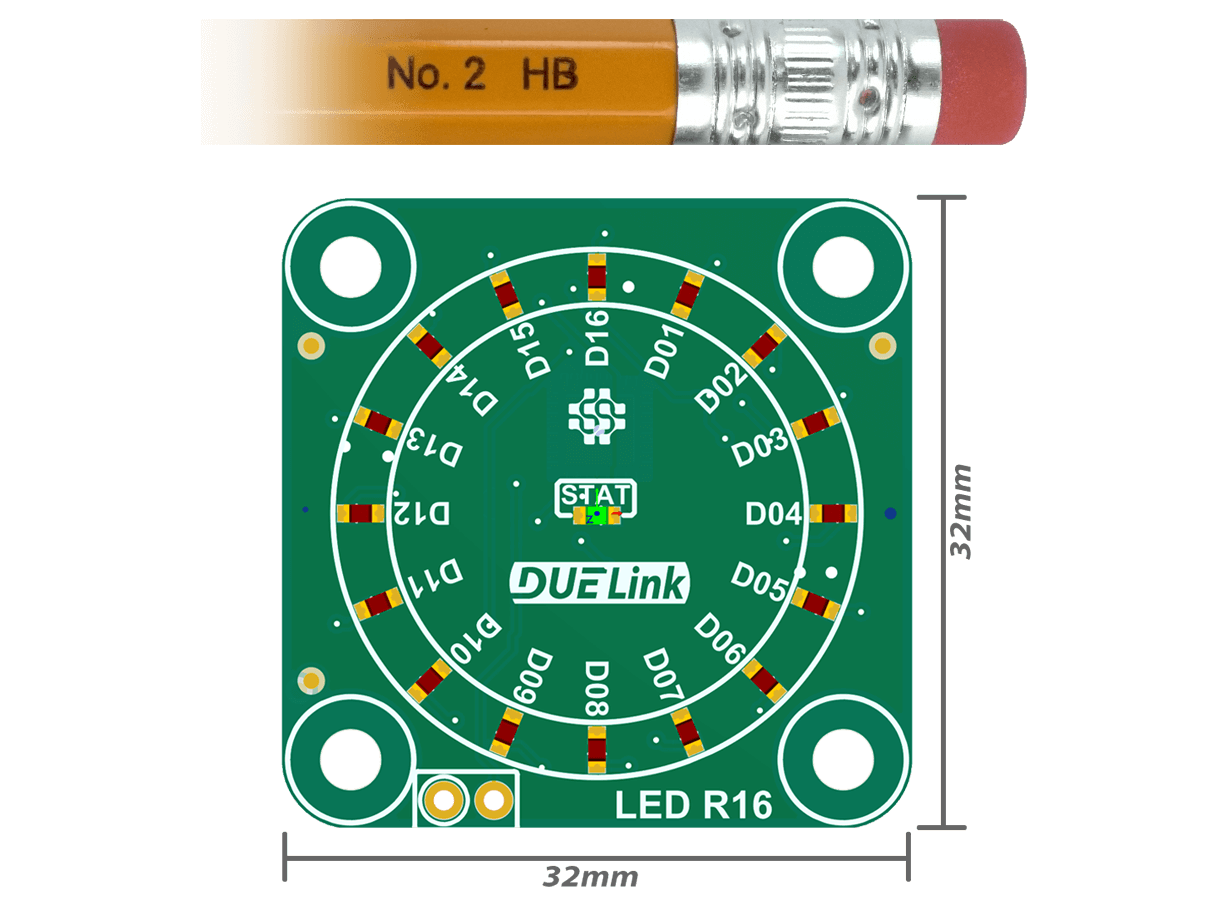 No. 2 HB
D16
D01
D02
D03
D04
D05
D06
D07
D08
D09
D10
D11
D12
D13
D14
D15
STAT
Z
DUELink
LED R16
32mm
32mm